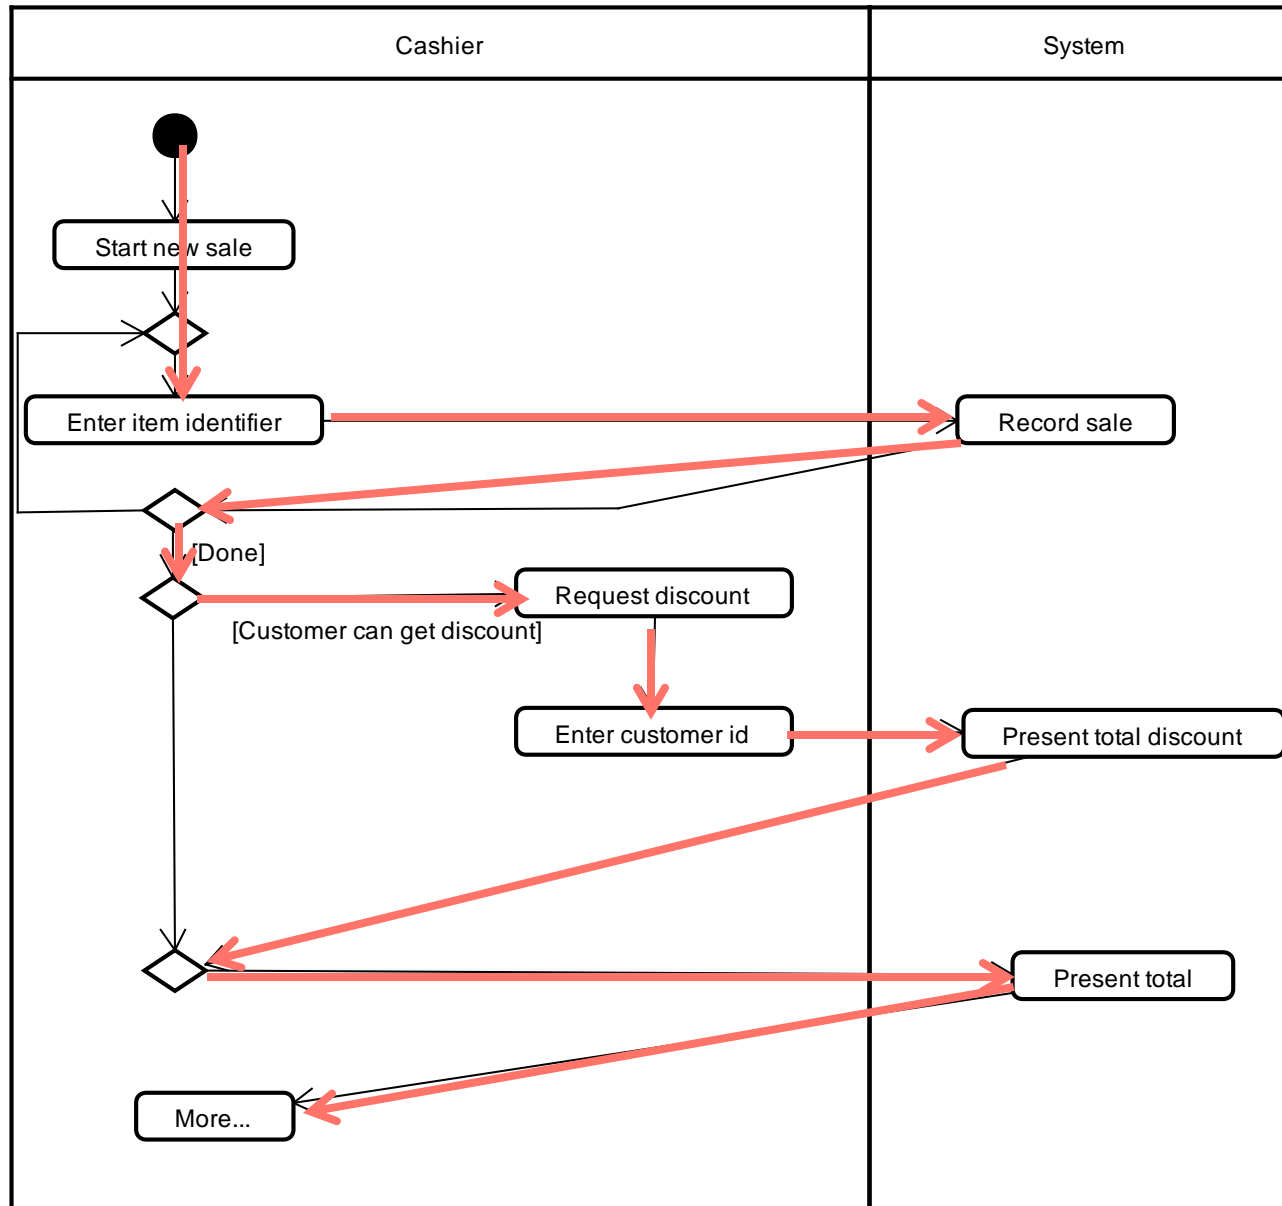 Cashier
System
Start new sale
Enter item identifier
Record sale
[Done]
Request discount
[Customer can get discount]
Enter customer id
Present total discount
Present total
More...